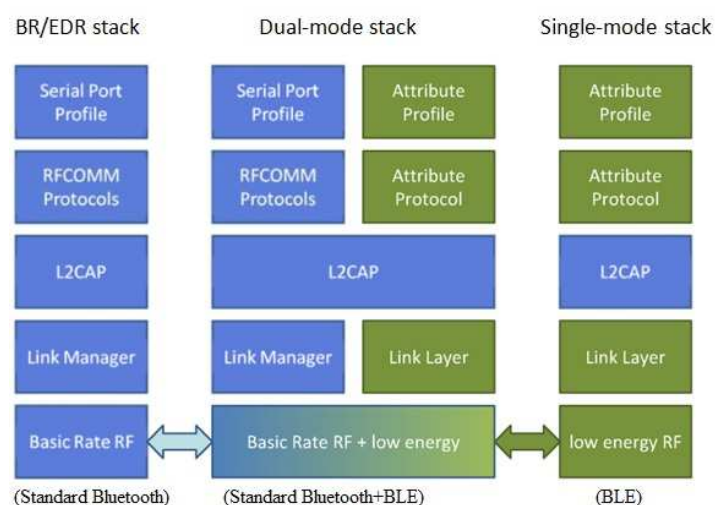 BR/EDR stack
Dual-mode stack
Single-mode stack
Serial Port
Profile
Serial Port
Profile
Attribute
Profile
Attribute
Profile
RFCOMM
Protocols
RFCOMM
Protocols
Attribute
Protocol
Attribute
Protocol
L2CAP
L2CAP
L2CAP
Link Manager
Link Manager
Link Layer
Link Layer
Basic Rate RF
Basic Rate RF + low energy
low energy RF
(Standard Bluetooth)
(Standard Bluetooth+BLE)
(BLE)